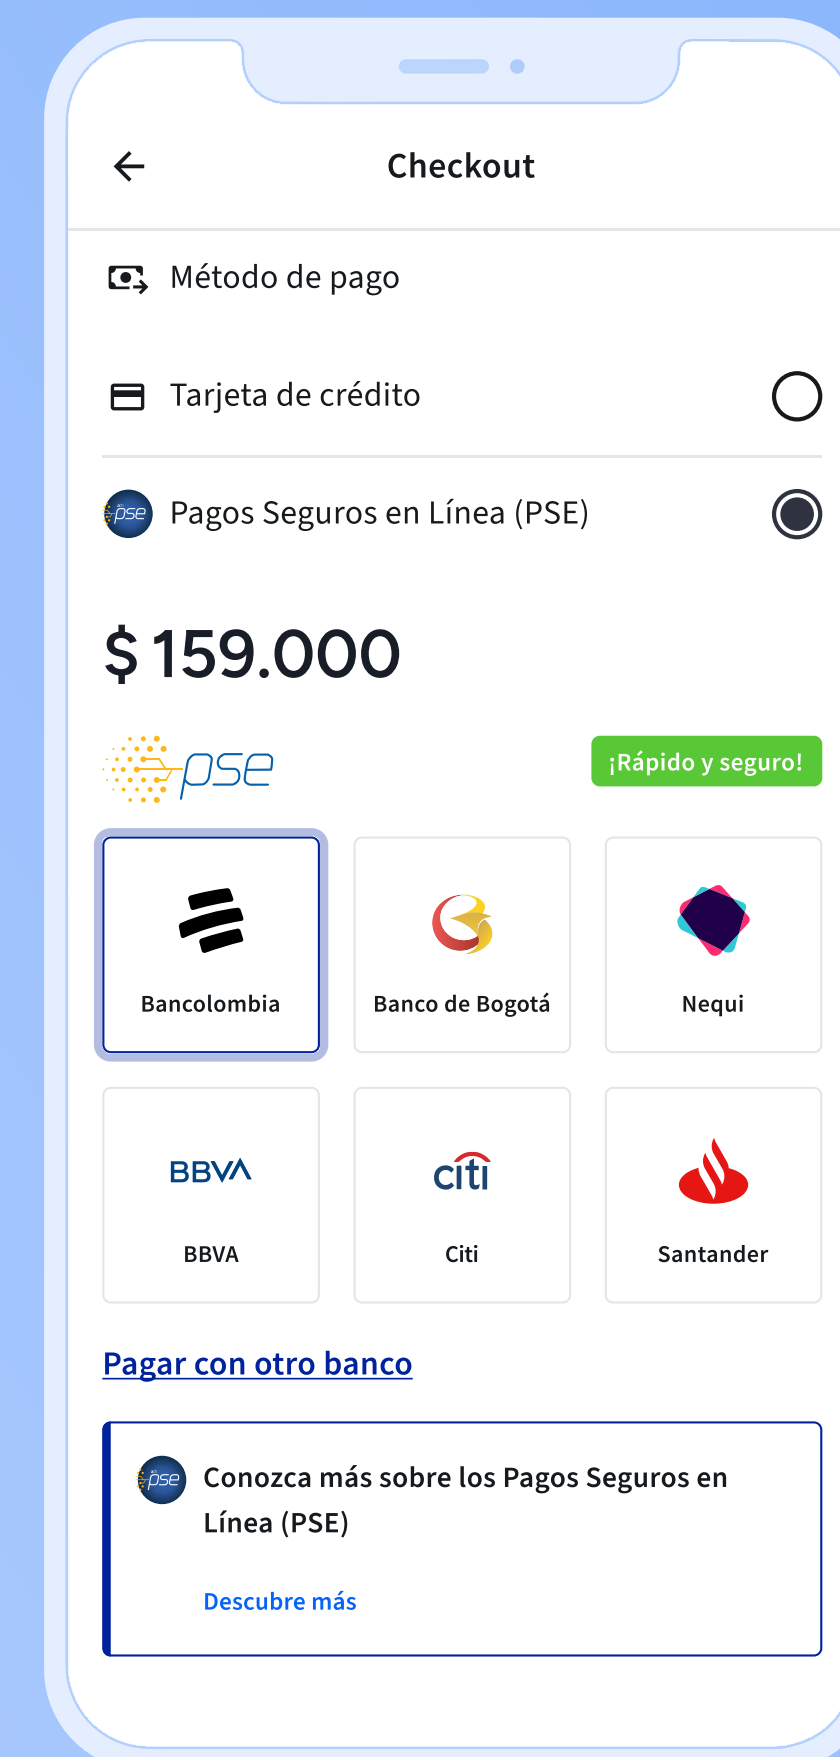 Checkout
Método de pago
Tarjeta de crédito
pse
Pagos Seguros en Línea (PSE)
$ 159.000
pse
¡Rápido y seguro!
Bancolombia
Banco de Bogotá
Nequi
BBVA
citi
BBVA
Citi
Santander
Pagar con otro banco
pse
Conozca más sobre los Pagos Seguros en
Línea (PSE)
Descubre más